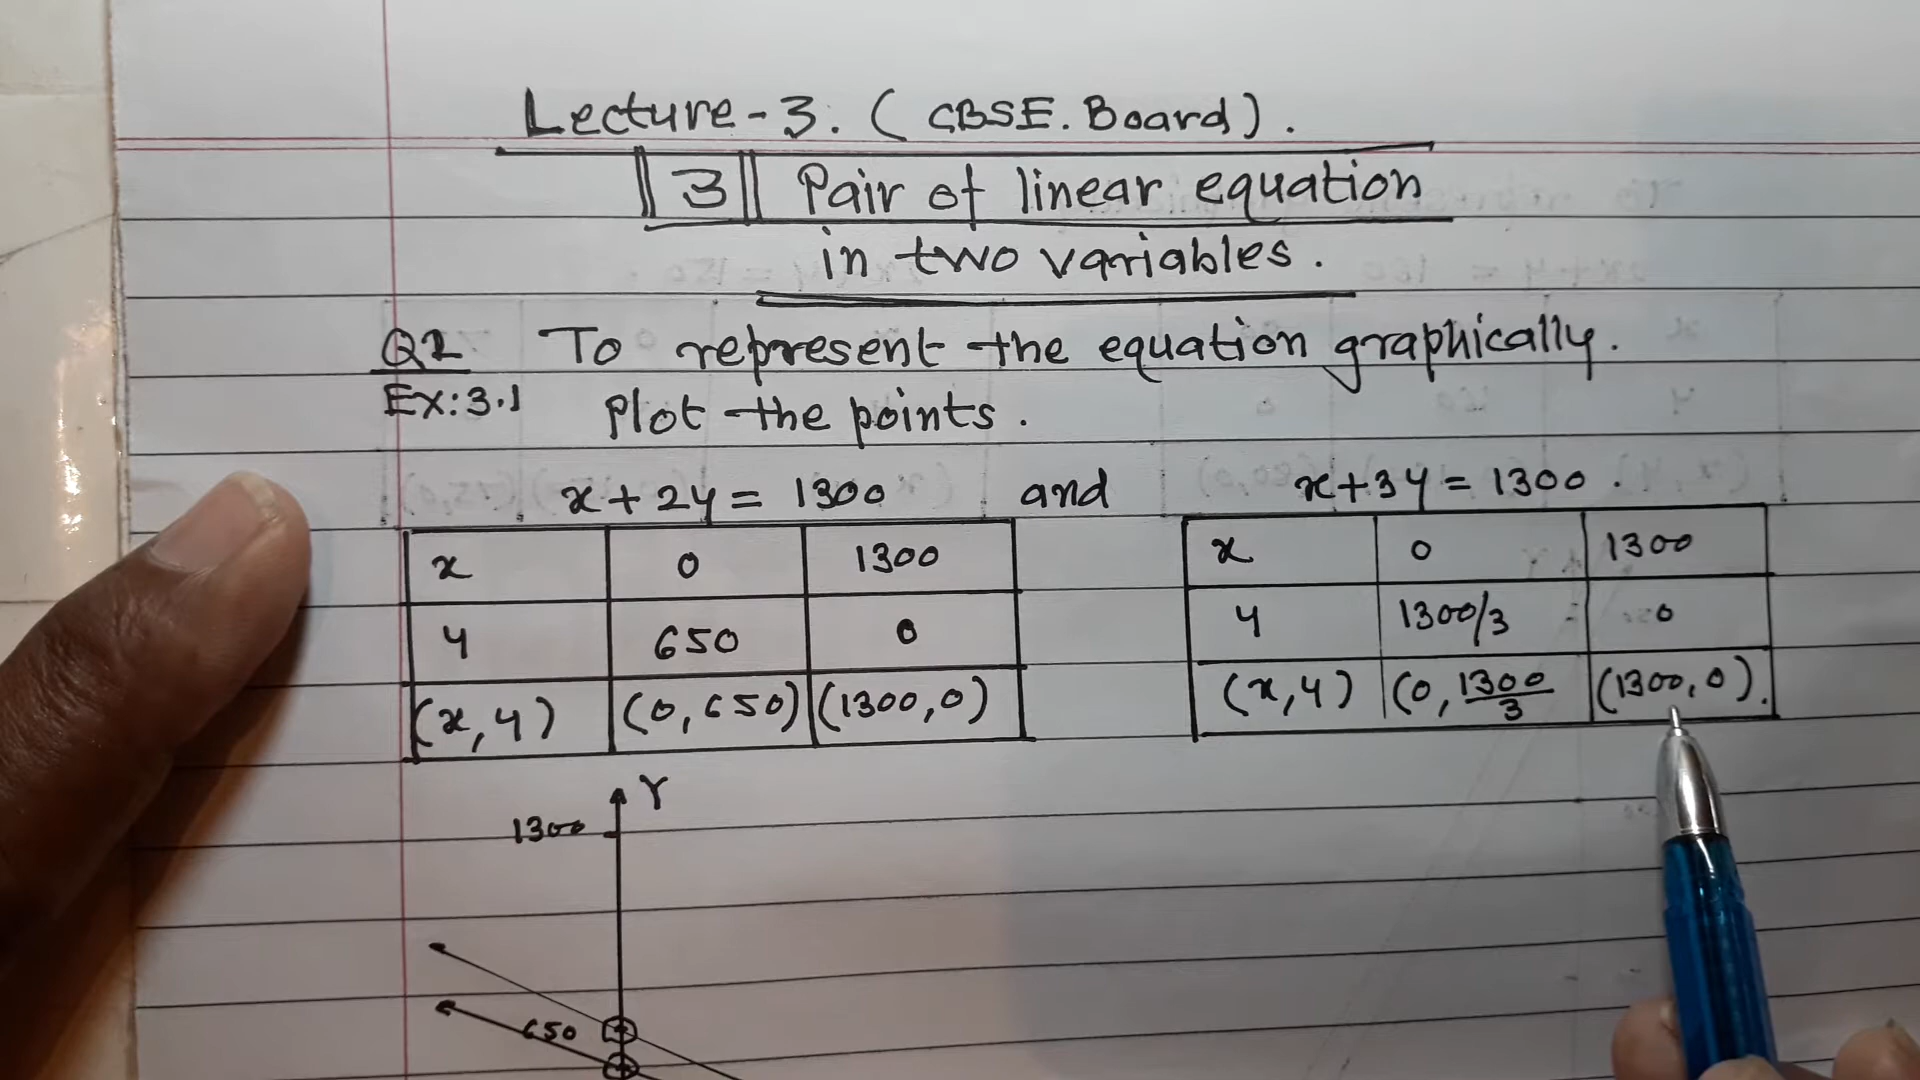 Lecture-3. (CBSE. Board).
3 Pair of linear equation
in two variables.
Q2 To represent the equation graphically.
Ex:3.1 Plot the points.
x+2y= 1300 and x+3y=1300.
x 0 1300
y 650 0
(x,y) (0,650) (1300,0)
x 0 1300
y 1300/3 0
(x,y) (0, 1300/3 (1300,0).
Y
1300
650